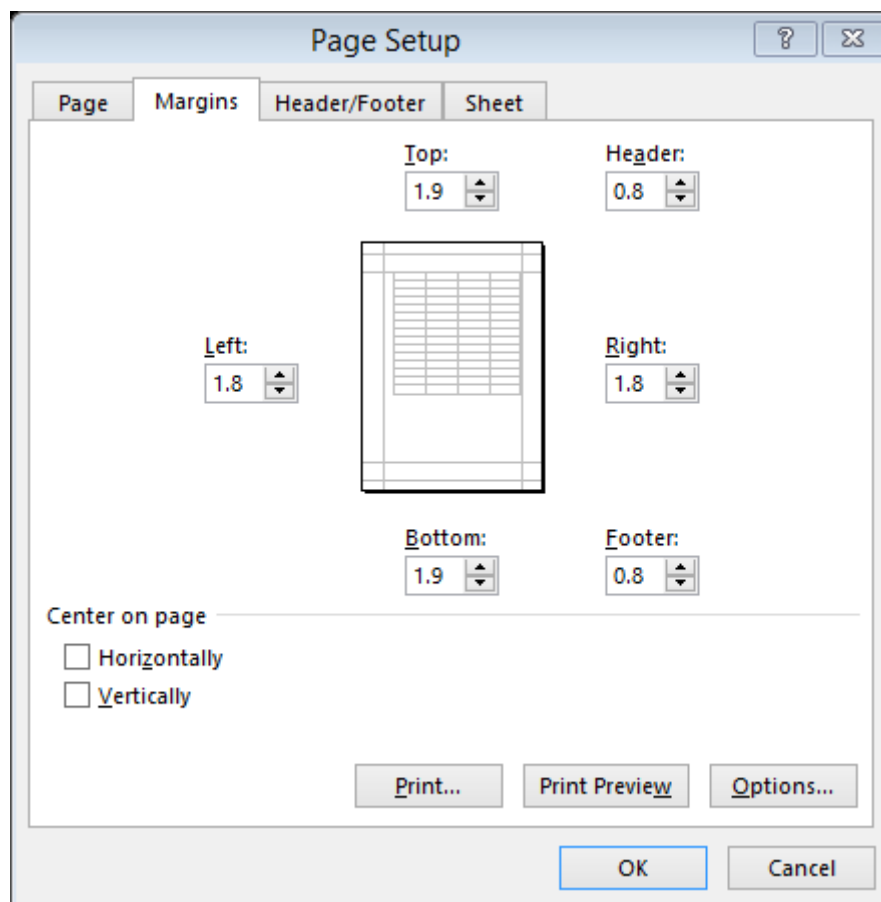 Page Setup
Page Margins Header/Footer Sheet
Top: Header:
1.9 0.8
Left: Right:
1.8 1.8
Bottom: Footer:
1.9 0.8
Center on page
Horizontally
Vertically
Print... Print Preview Options...
OK Cancel